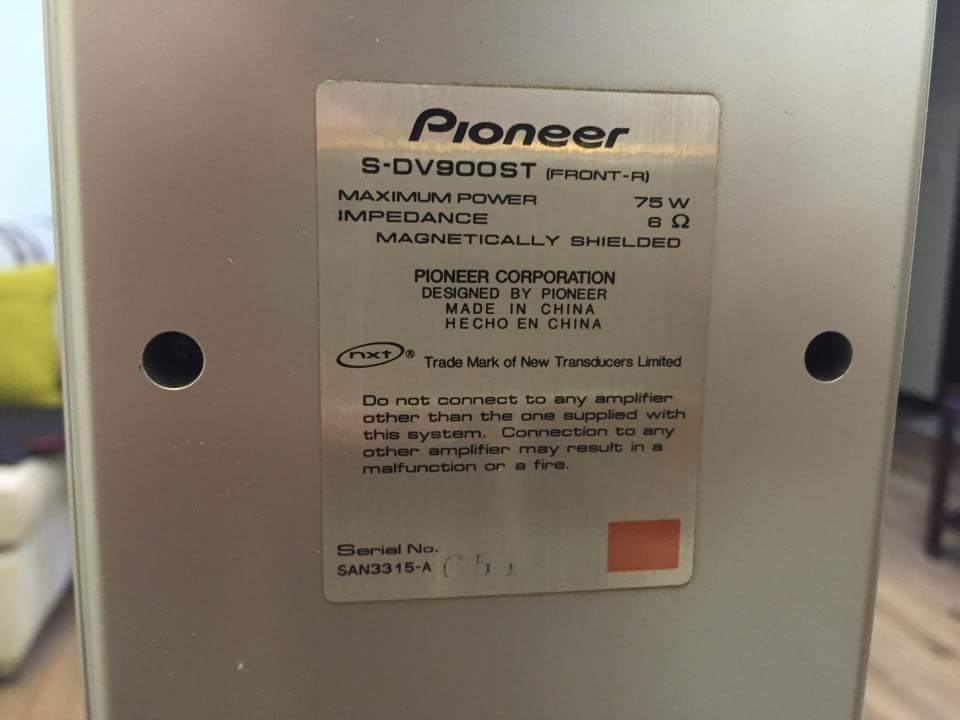 Pioneer
S-DV900ST (FRONT-R)
MAXIMUM POWER 75 W
IMPEDANCE 6 Ω
MAGNETICALLY SHIELDED
PIONEER CORPORATION
DESIGNED BY PIONEER
MADE IN CHINA
HECHO EN CHINA
nxt® Trade Mark of New Transducers Limited
Do not connect to any amplifier
other than the one supplied with
this system. Connection to any
other amplifier may result in a
malfunction or a fire.
Serial No.
SAN3315-A